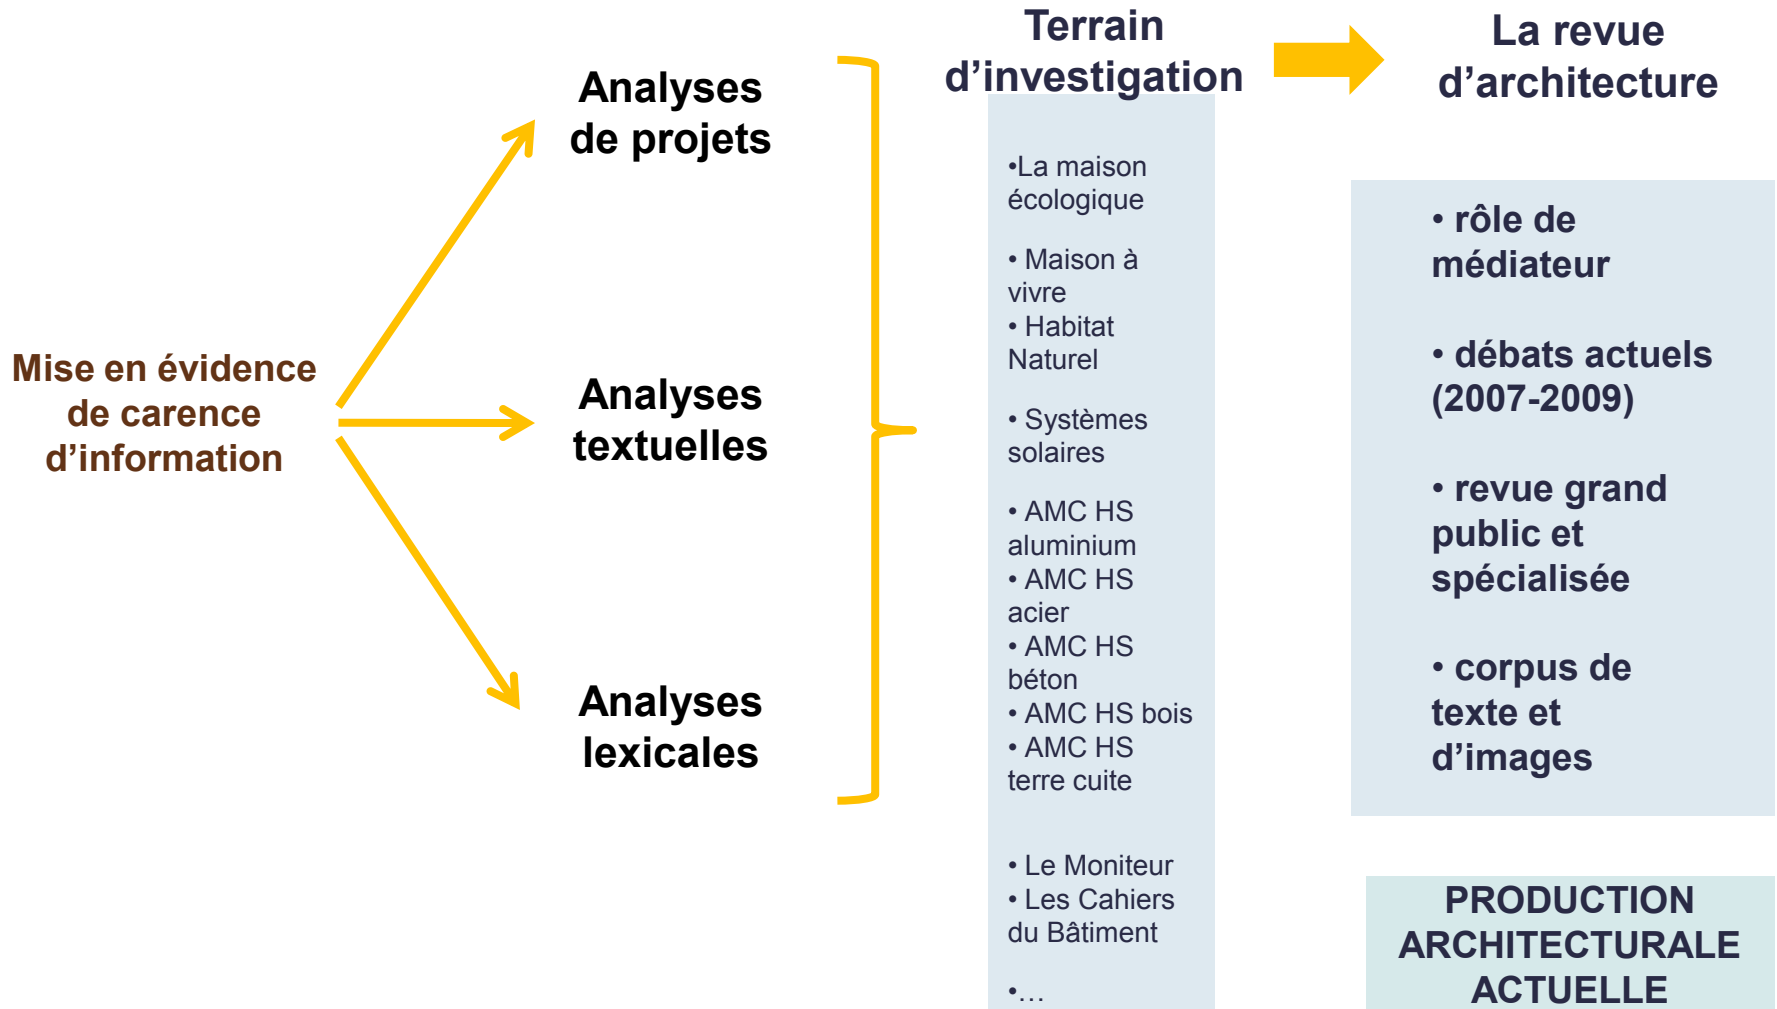 Mise en évidence
de carence
d’information
Analyses
de projets
Analyses
textuelles
Analyses
lexicales
Terrain
d’investigation
•La maison
écologique
• Maison à
vivre
• Habitat
Naturel
• Systèmes
solaires
• AMC HS
aluminium
• AMC HS
acier
• AMC HS
béton
• AMC HS bois
• AMC HS
terre cuite
• Le Moniteur
• Les Cahiers
du Bâtiment
•…
La revue
d’architecture
• rôle de
médiateur
• débats actuels
(2007-2009)
• revue grand
public et
spécialisée
• corpus de
texte et
d’images
PRODUCTION
ARCHITECTURALE
ACTUELLE